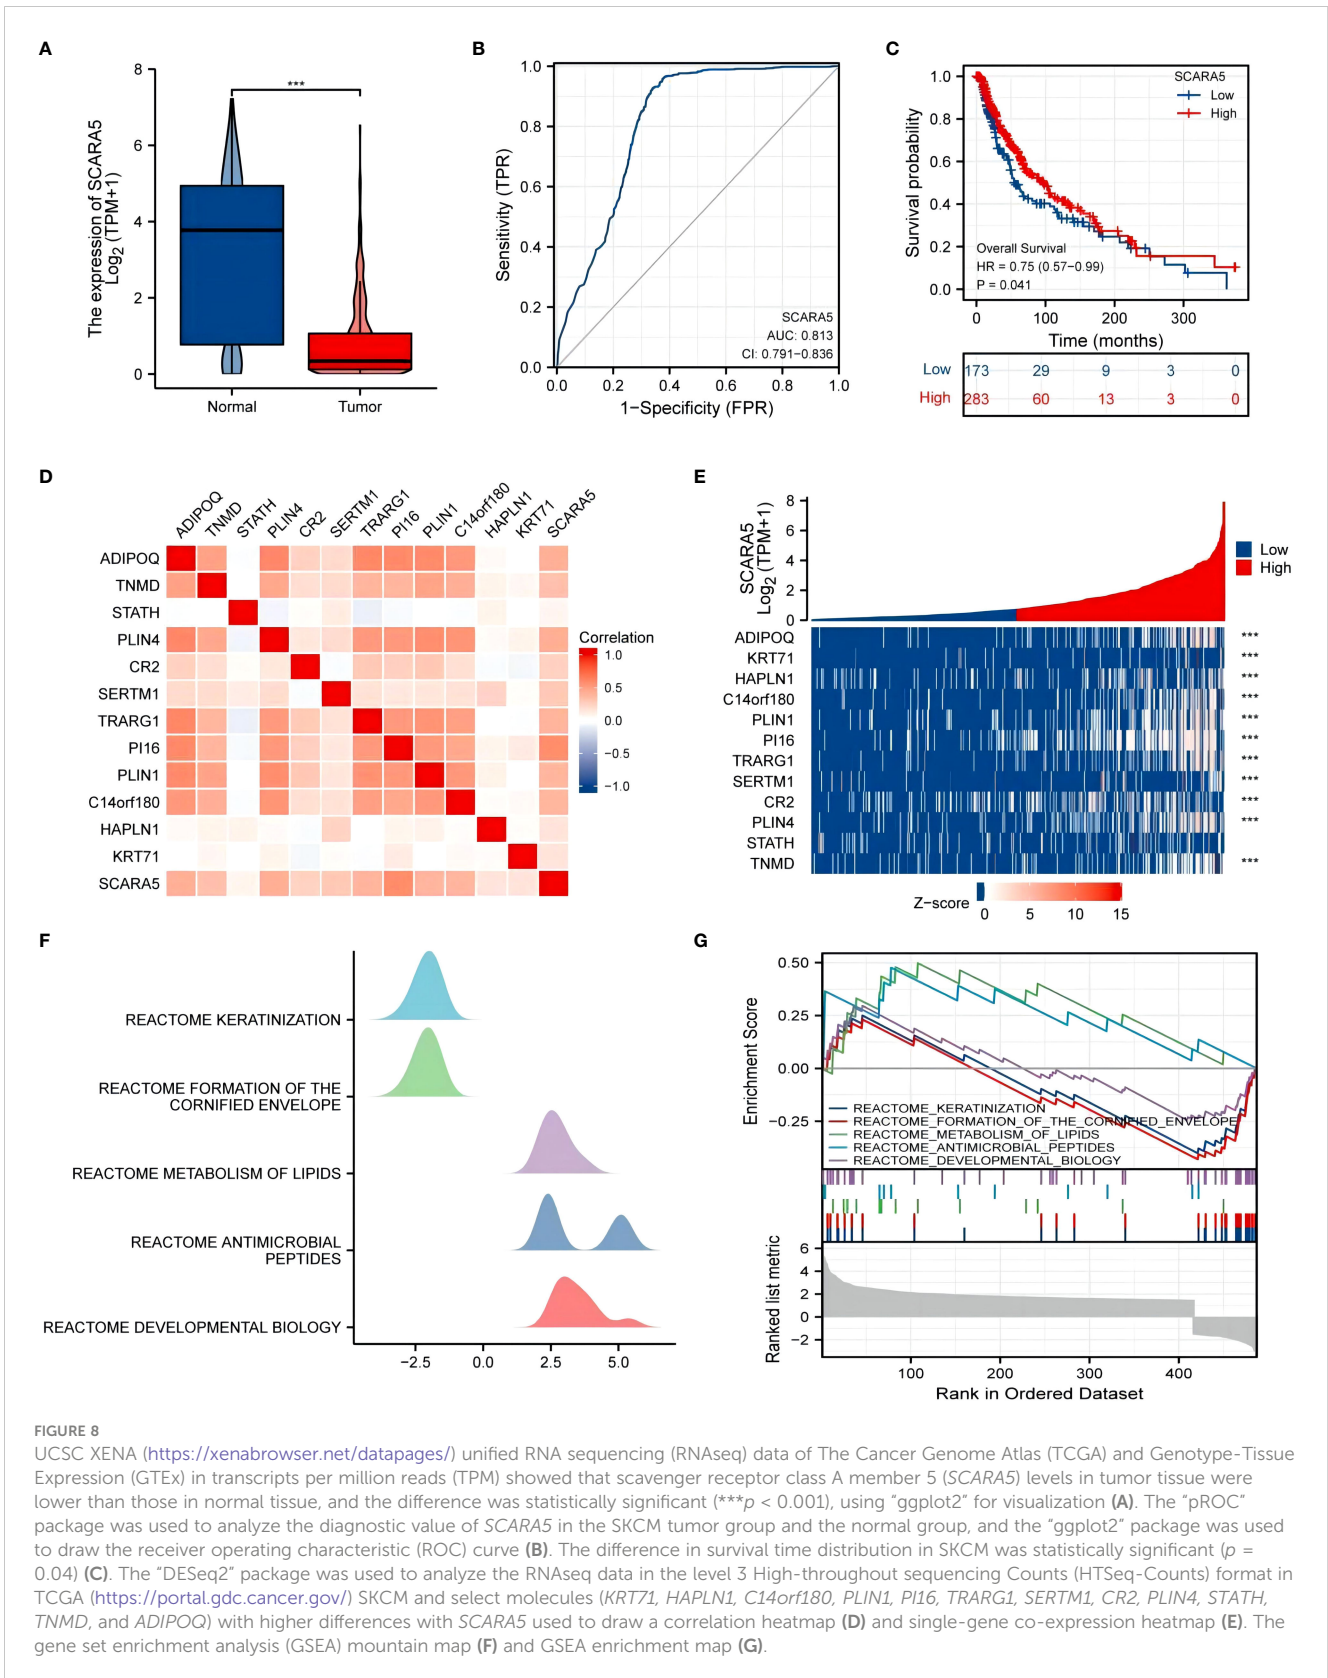 A
The expression of SCARA5
Log2 (TPM+1)
8
6
4
2
0
***
Normal
Tumor
B
Sensitivity (TPR)
1.0
0.8
0.6
0.4
0.2
0.0
SCARA5
AUC: 0.813
CI: 0.791–0.836
0.0 0.2 0.4 0.6 0.8 1.0
1–Specificity (FPR)
C
Survival probability
1.0
0.8
0.6
0.4
0.2
0.0
SCARA5
Low
High
Overall Survival
HR = 0.75 (0.57–0.99)
P = 0.041
0 100 200 300
Time (months)
Low 173 29 9 3 0
High 283 60 13 3 0
D
ADIPOQ TNMD STATH PLIN4 CR2 SERTM1 TRARG1 PI16 PLIN1 C14orf180 HAPLN1 KRT71 SCARA5
ADIPOQ
TNMD
STATH
PLIN4
CR2
SERTM1
TRARG1
PI16
PLIN1
C14orf180
HAPLN1
KRT71
SCARA5
Correlation
1.0
0.5
0.0
−0.5
−1.0
E
SCARA5
Log2 (TPM+1)
8
6
4
2
0
Low
High
ADIPOQ ***
KRT71 ***
HAPLN1 ***
C14orf180 ***
PLIN1 ***
PI16 ***
TRARG1 ***
SERTM1 ***
CR2 ***
PLIN4 ***
STATH
TNMD ***
Z−score 0 5 10 15
F
REACTOME KERATINIZATION
REACTOME FORMATION OF THE
CORNIFIED ENVELOPE
REACTOME METABOLISM OF LIPIDS
REACTOME ANTIMICROBIAL
PEPTIDES
REACTOME DEVELOPMENTAL BIOLOGY
−2.5 0.0 2.5 5.0
G
Enrichment Score
0.50
0.25
0.00
−0.25
REACTOME_KERATINIZATION
REACTOME_FORMATION_OF_THE_CORNIFIED_ENVELOPE
REACTOME_METABOLISM_OF_LIPIDS
REACTOME_ANTIMICROBIAL_PEPTIDES
REACTOME_DEVELOPMENTAL_BIOLOGY
Ranked list metric
6
4
2
0
−2
100 200 300 400
Rank in Ordered Dataset
FIGURE 8
UCSC XENA (https://xenabrowser.net/datapages/) unified RNA sequencing (RNAseq) data of The Cancer Genome Atlas (TCGA) and Genotype-Tissue
Expression (GTEx) in transcripts per million reads (TPM) showed that scavenger receptor class A member 5 (SCARA5) levels in tumor tissue were
lower than those in normal tissue, and the difference was statistically significant (***p < 0.001), using “ggplot2” for visualization (A). The “pROC”
package was used to analyze the diagnostic value of SCARA5 in the SKCM tumor group and the normal group, and the “ggplot2” package was used
to draw the receiver operating characteristic (ROC) curve (B). The difference in survival time distribution in SKCM was statistically significant (p =
0.04) (C). The “DESeq2” package was used to analyze the RNAseq data in the level 3 High-throughout sequencing Counts (HTSeq-Counts) format in
TCGA (https://portal.gdc.cancer.gov/) SKCM and select molecules (KRT71, HAPLN1, C14orf180, PLIN1, PI16, TRARG1, SERTM1, CR2, PLIN4, STATH,
TNMD, and ADIPOQ) with higher differences with SCARA5 used to draw a correlation heatmap (D) and single-gene co-expression heatmap (E). The
gene set enrichment analysis (GSEA) mountain map (F) and GSEA enrichment map (G).